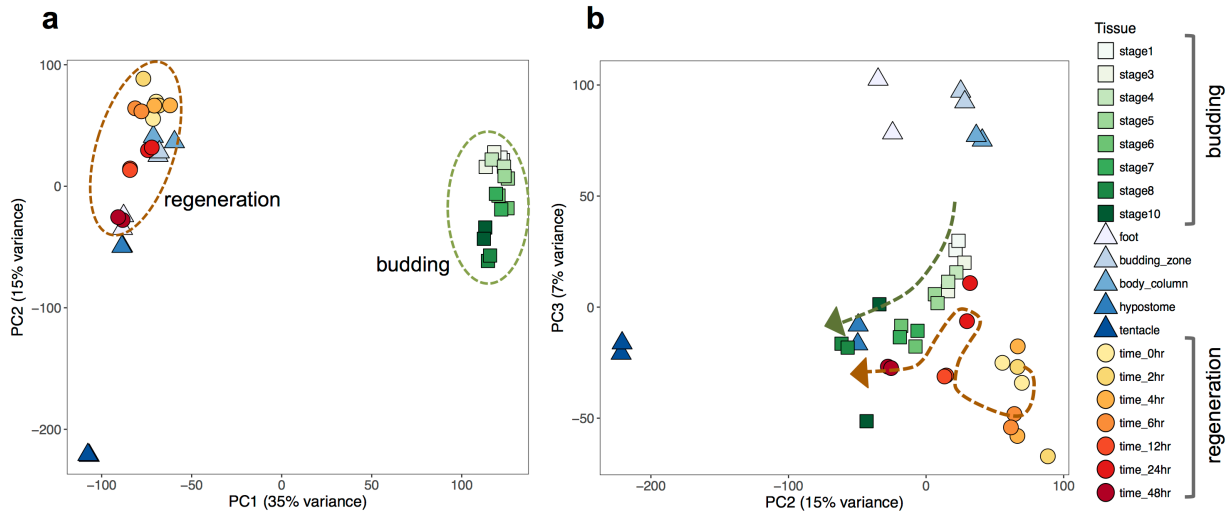 a
b
100
0
−100
−200
PC2 (15% variance)
−100
−50
0
50
100
PC1 (35% variance)
regeneration
budding
100
50
0
−50
PC3 (7% variance)
−200
−100
0
100
PC2 (15% variance)
Tissue
stage1
stage3
stage4
stage5
stage6
stage7
stage8
stage10
foot
budding_zone
body_column
hypostome
tentacle
time_0hr
time_2hr
time_4hr
time_6hr
time_12hr
time_24hr
time_48hr
budding
regeneration